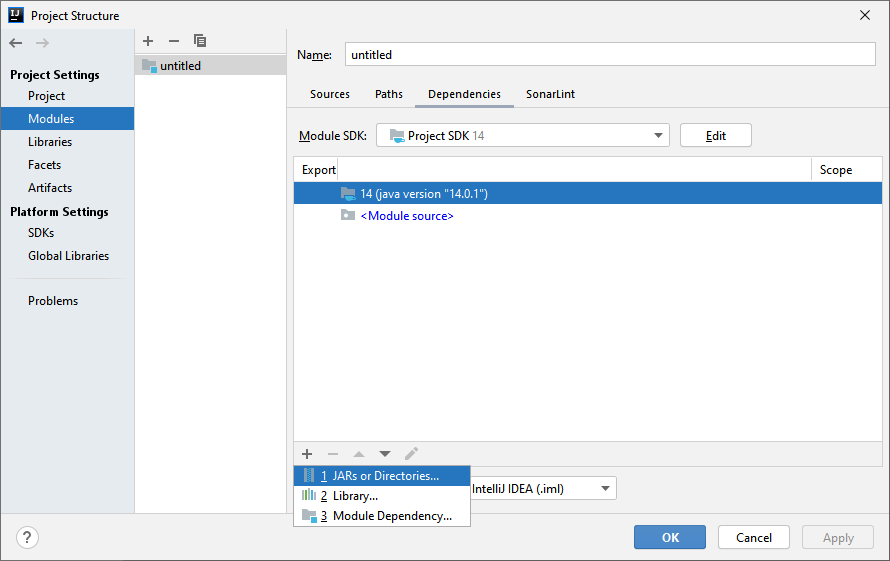 IJ Project Structure
Project Settings
Project
Modules
Libraries
Facets
Artifacts
Platform Settings
SDKs
Global Libraries
Problems
untitled
Name: untitled
Sources Paths Dependencies SonarLint
Module SDK: Project SDK 14 Edit
Export Scope
14 (java version "14.0.1")
<Module source>
1 JARs or Directories...
2 Library...
3 Module Dependency...
IntelliJ IDEA (.iml)
? OK Cancel Apply